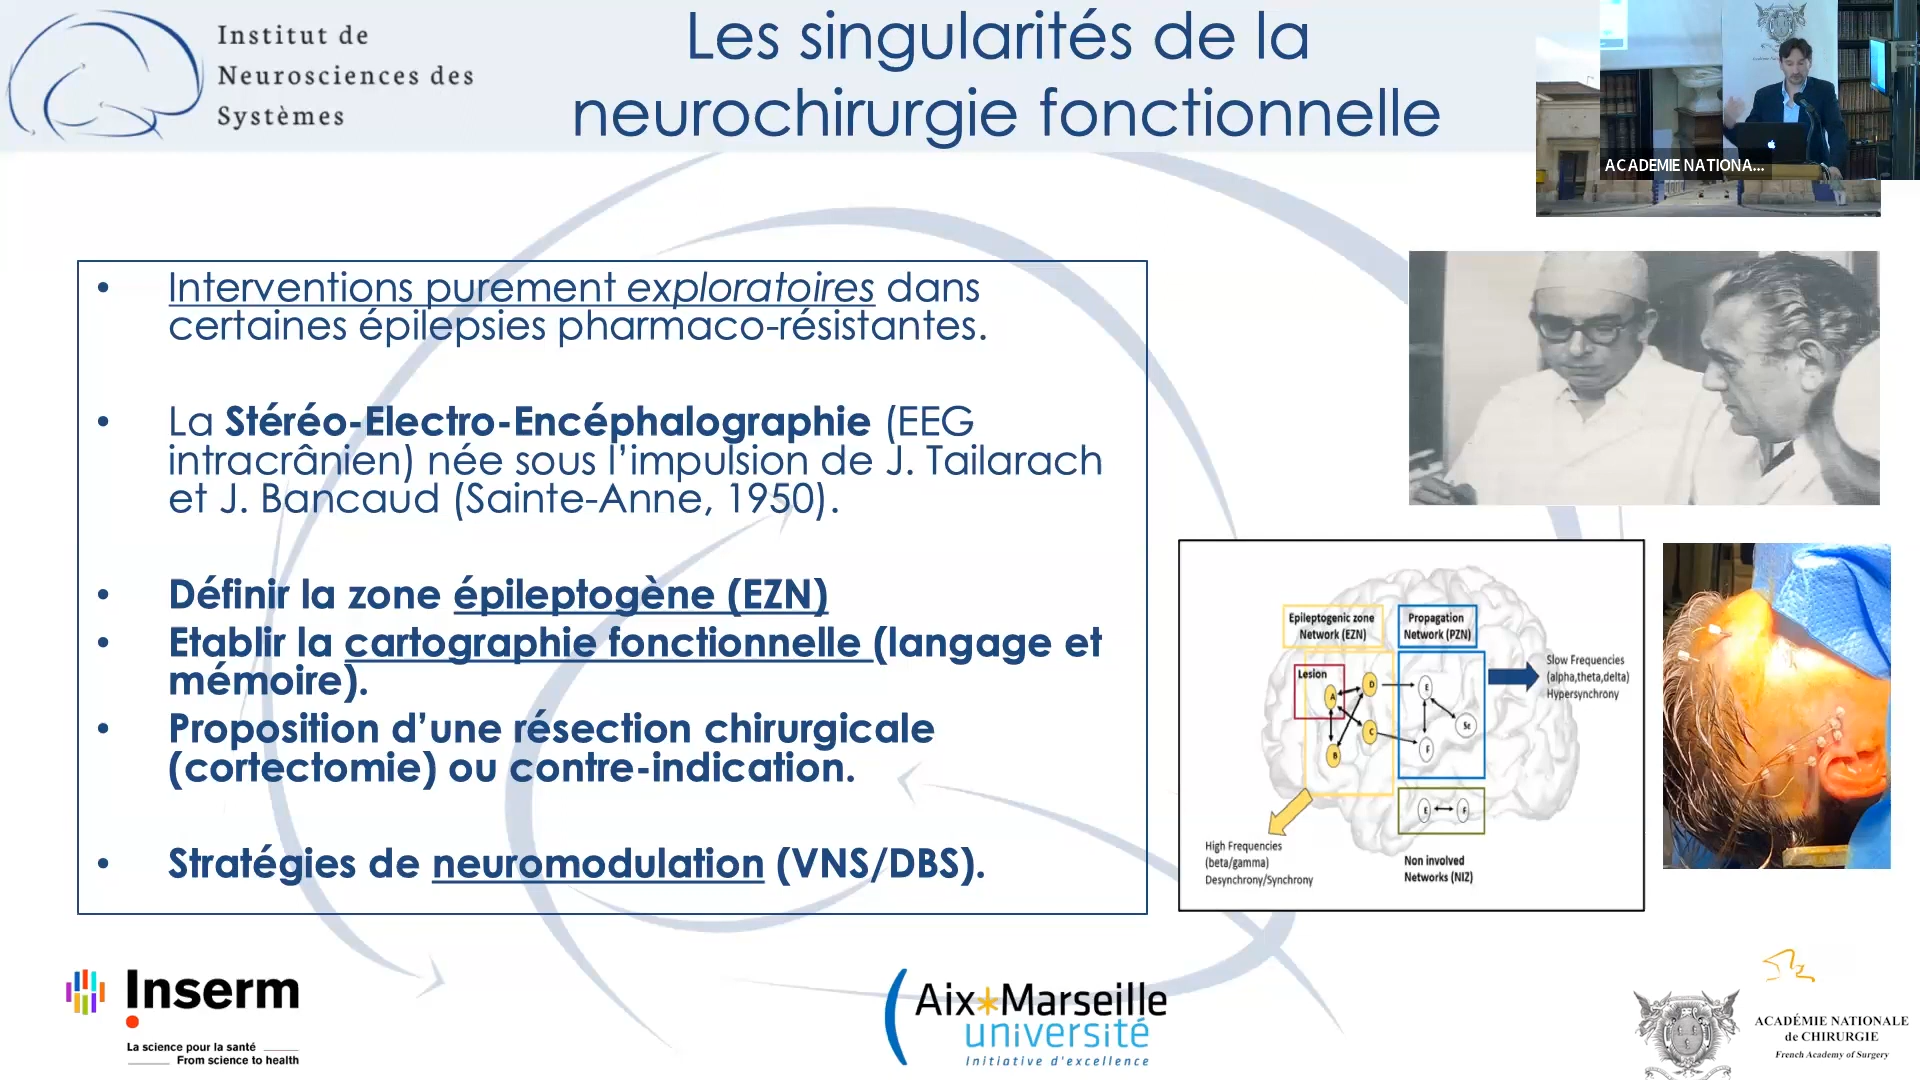 Institut de
Neurosciences des
Systèmes
Les singularités de la
neurochirurgie fonctionnelle
ACADEMIE NATIONA...
• Interventions purement exploratoires dans
certaines épilepsies pharmaco-résistantes.
• La Stéréo-Electro-Encéphalographie (EEG
intracrânien) née sous l'impulsion de J. Tailarach
et J. Bancaud (Sainte-Anne, 1950).
• Définir la zone épileptogène (EZN)
• Etablir la cartographie fonctionnelle (langage et
mémoire).
• Proposition d'une résection chirurgicale
(cortectomie) ou contre-indication.
• Stratégies de neuromodulation (VNS/DBS).
Epileptogenic zone
Network (EZN)
Propagation
Network (PZN)
Lesion
A
D
C
B
E
Sc
F
E
F
Slow Frequencies
(alpha,theta,delta)
Hypersynchrony
High Frequencies
(beta/gamma)
Desynchrony/Synchrony
Non involved
Networks (NIZ)
Inserm
La science pour la santé
From science to health
Aix*Marseille
université
Initiative d'excellence
ACADÉMIE NATIONALE
de CHIRURGIE
French Academy of Surgery